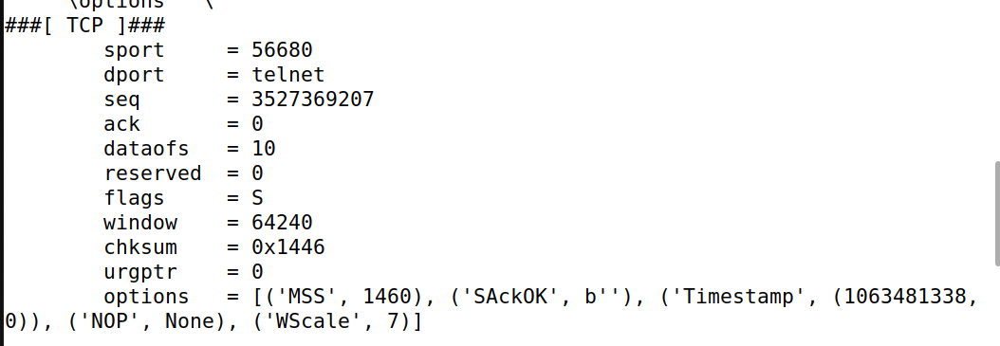 \options   \
###[ TCP ]###
        sport     = 56680
        dport     = telnet
        seq       = 3527369207
        ack       = 0
        dataofs   = 10
        reserved  = 0
        flags     = S
        window    = 64240
        chksum    = 0x1446
        urgptr    = 0
        options   = [('MSS', 1460), ('SAckOK', b''), ('Timestamp', (1063481338,
0)), ('NOP', None), ('WScale', 7)]